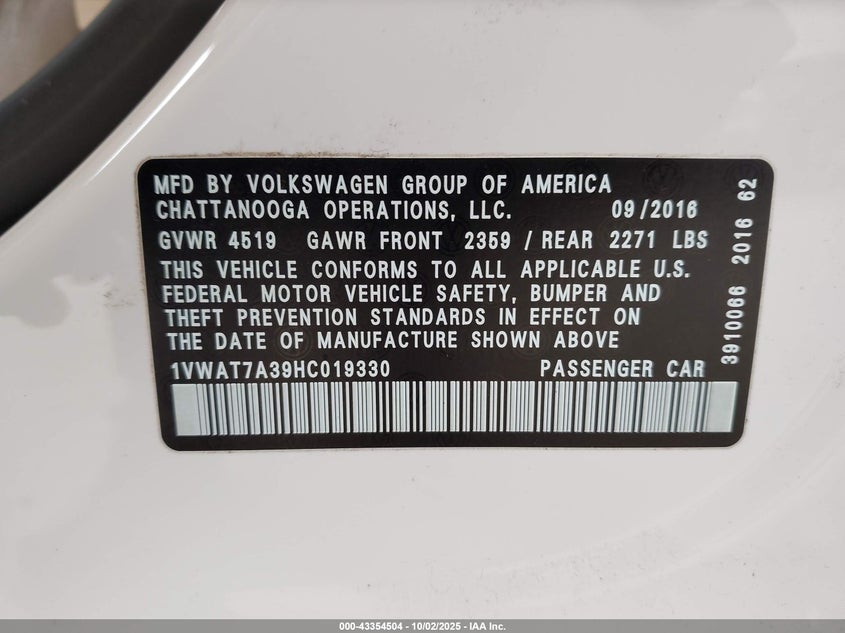 MFD BY VOLKSWAGEN GROUP OF AMERICA
CHATTANOOGA OPERATIONS, LLC. 09/2016
GVWR 4519 GAWR FRONT 2359 / REAR 2271 LBS
THIS VEHICLE CONFORMS TO ALL APPLICABLE U.S.
FEDERAL MOTOR VEHICLE SAFETY, BUMPER AND
THEFT PREVENTION STANDARDS IN EFFECT ON
THE DATE OF MANUFACTURE SHOWN ABOVE
1VWAT7A39HC019330 PASSENGER CAR
3910066 2016 62
000-43354504 - 10/02/2025 - IAA Inc.